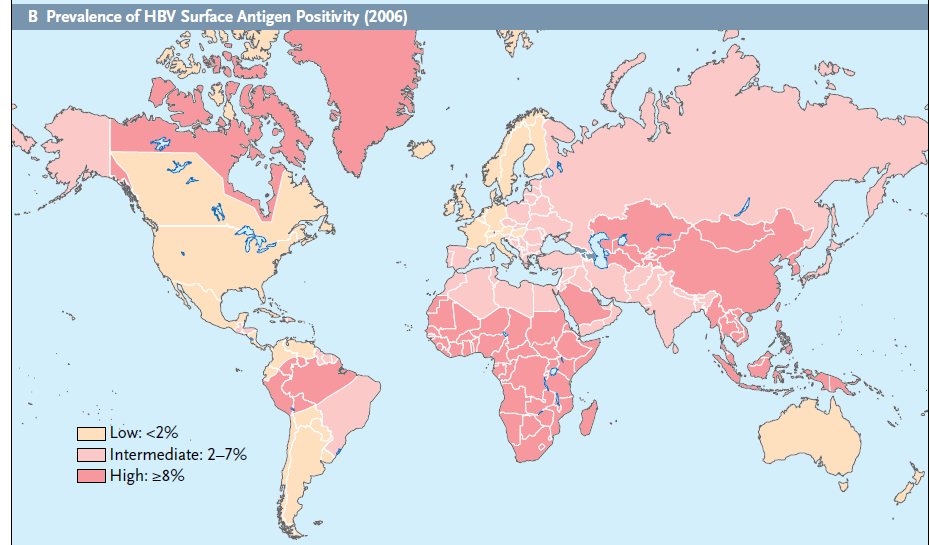 B Prevalence of HBV Surface Antigen Positivity (2006)
Low: <2%
Intermediate: 2–7%
High: ≥8%